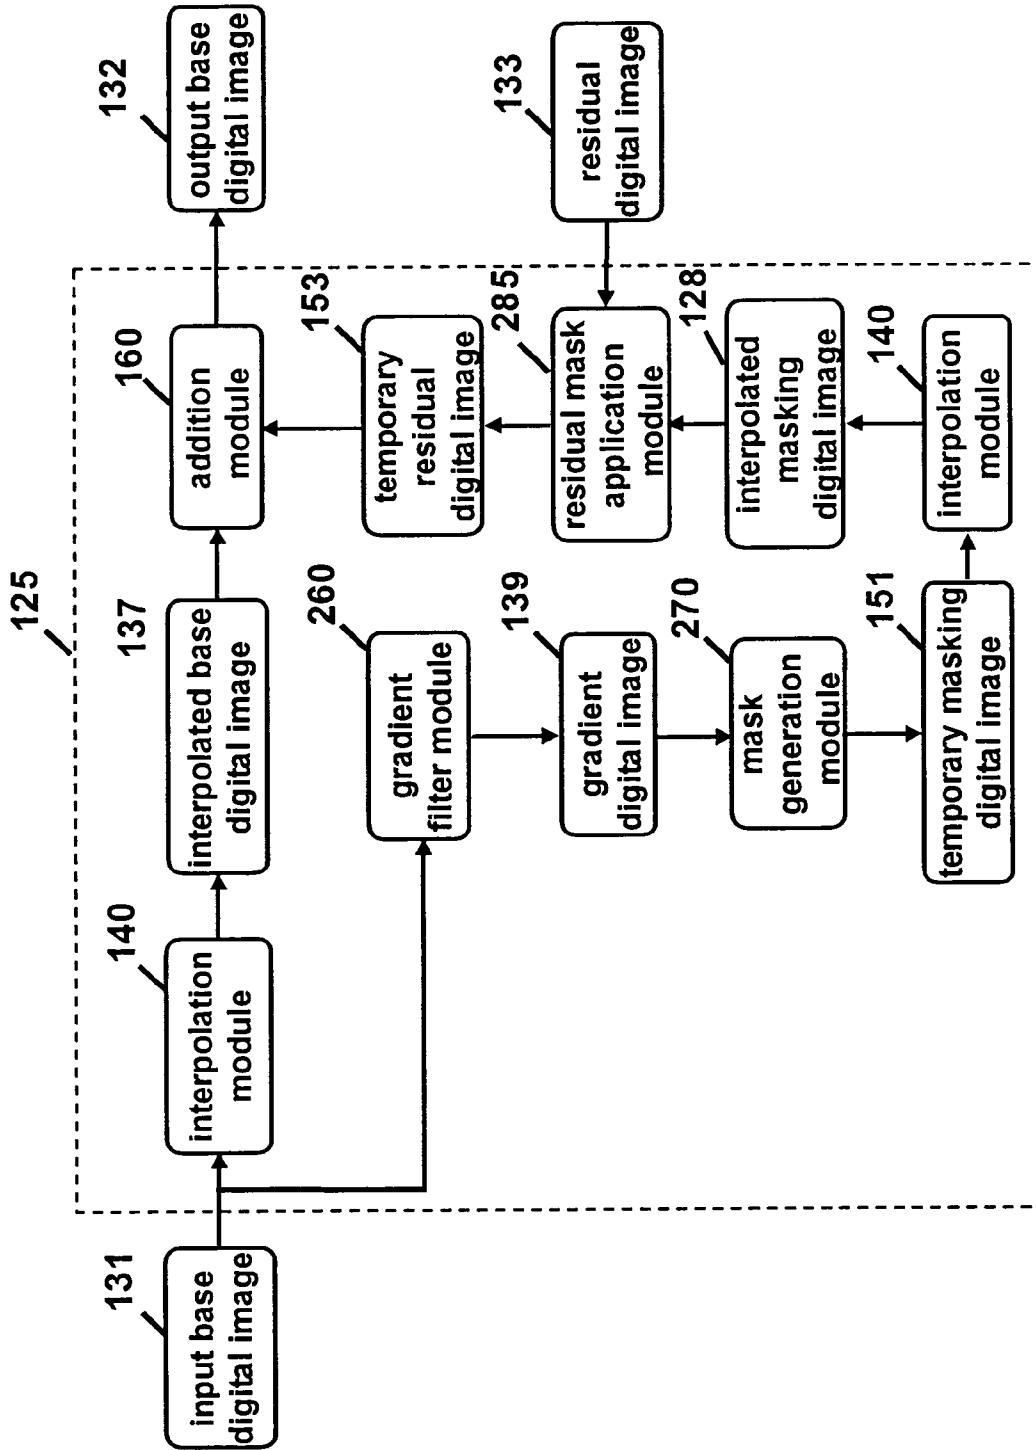 125
131
input base
digital image
140
interpolation
module
137
interpolated base
digital image
160
addition
module
132
output base
digital image
260
gradient
filter module
153
temporary
residual
digital image
139
gradient
digital image
285
residual mask
application
module
133
residual
digital image
270
mask
generation
module
128
interpolated
masking
digital image
151
temporary masking
digital image
140
interpolation
module